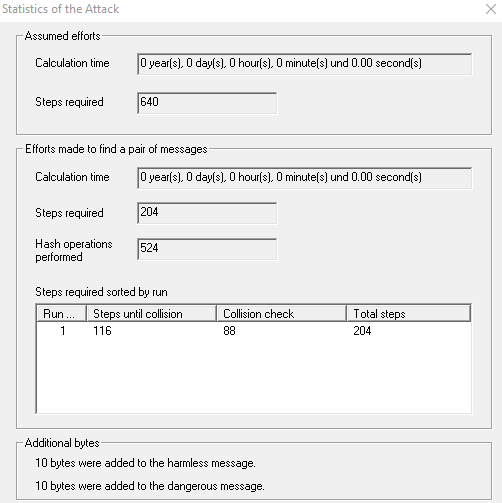 Statistics of the Attack
Assumed efforts
Calculation time 0 year(s), 0 day(s), 0 hour(s), 0 minute(s) und 0.00 second(s)
Steps required 640
Efforts made to find a pair of messages
Calculation time 0 year(s), 0 day(s), 0 hour(s), 0 minute(s) und 0.00 second(s)
Steps required 204
Hash operations performed 524
Steps required sorted by run
Run ... Steps until collision Collision check Total steps
1 116 88 204
Additional bytes
10 bytes were added to the harmless message.
10 bytes were added to the dangerous message.